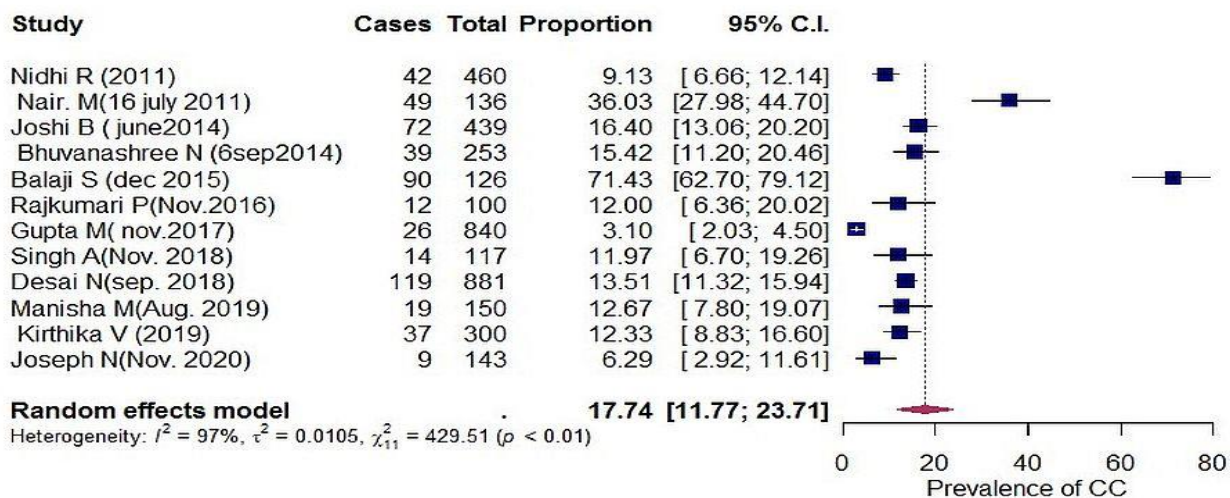 Study Cases Total Proportion 95% C.I.
Nidhi R (2011) 42 460 9.13 [ 6.66; 12.14]
Nair. M(16 july 2011) 49 136 36.03 [27.98; 44.70]
Joshi B ( june2014) 72 439 16.40 [13.06; 20.20]
Bhuvanashree N (6sep2014) 39 253 15.42 [11.20; 20.46]
Balaji S (dec 2015) 90 126 71.43 [62.70; 79.12]
Rajkumari P(Nov.2016) 12 100 12.00 [ 6.36; 20.02]
Gupta M( nov.2017) 26 840 3.10 [ 2.03; 4.50]
Singh A(Nov. 2018) 14 117 11.97 [ 6.70; 19.26]
Desai N(sep. 2018) 119 881 13.51 [11.32; 15.94]
Manisha M(Aug. 2019) 19 150 12.67 [ 7.80; 19.07]
Kirthika V (2019) 37 300 12.33 [ 8.83; 16.60]
Joseph N(Nov. 2020) 9 143 6.29 [ 2.92; 11.61]
Random effects model . 17.74 [11.77; 23.71]
Heterogeneity: I² = 97%, τ² = 0.0105, χ²₁₁ = 429.51 (p < 0.01)
0 20 40 60 80
Prevalence of CC